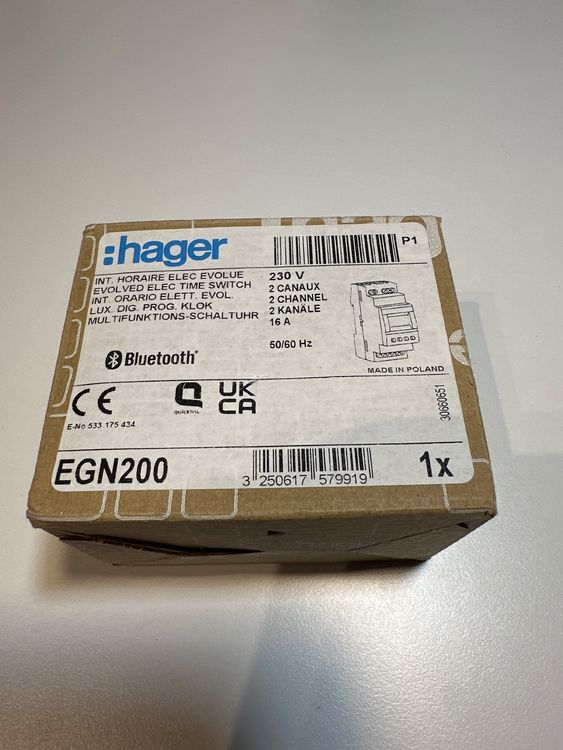 :hager
P1
INT. HORAIRE ELEC EVOLUE
EVOLVED ELEC TIME SWITCH
INT. ORARIO ELETT. EVOL.
LUX. DIG. PROG. KLOK
MULTIFUNKTIONS-SCHALTUHR
230 V
2 CANAUX
2 CHANNEL
2 KANÄLE
16 A
50/60 Hz
Bluetooth®
MADE IN POLAND
CE
quicklink
UK
CA
30660651
E-No 533 175 434
EGN200
3 250617 579919
1x